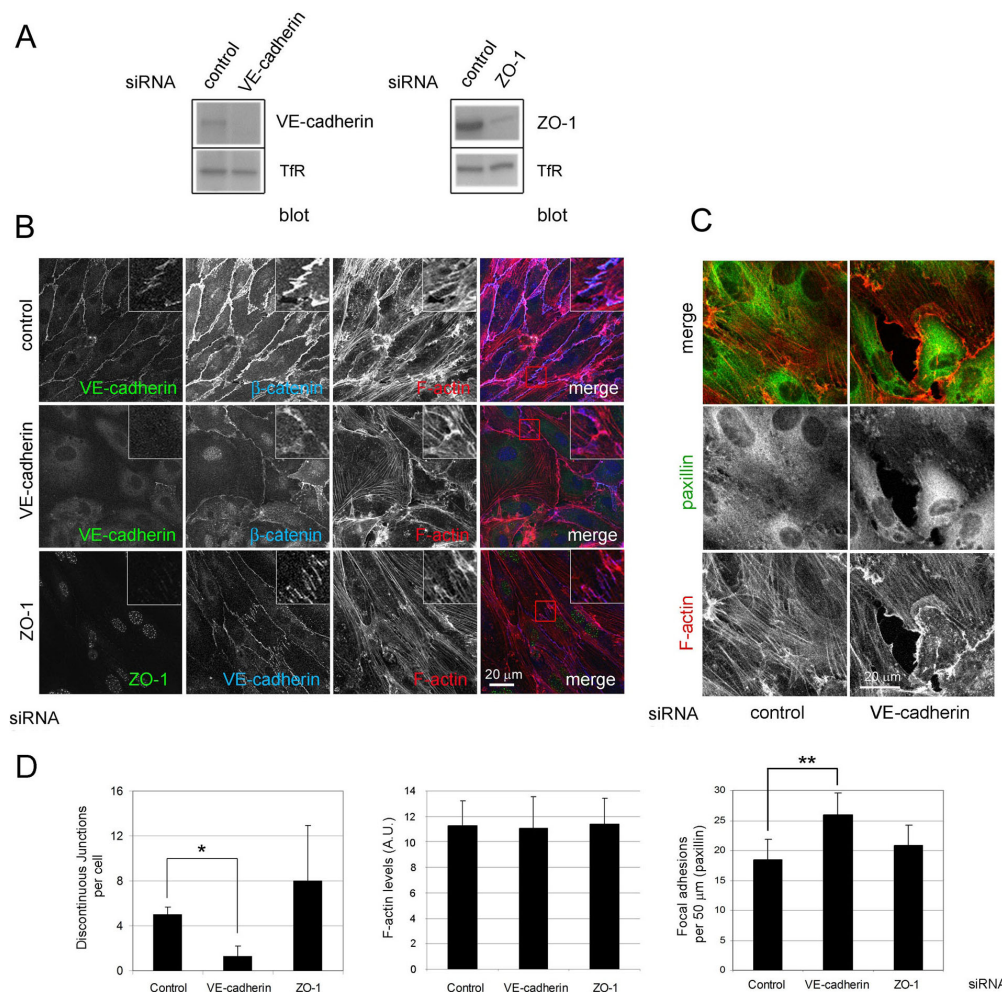 A
siRNA
control
VE-cadherin
VE-cadherin
TfR
blot
siRNA
control
ZO-1
ZO-1
TfR
blot
B
control
VE-cadherin
β-catenin
F-actin
merge
VE-cadherin
VE-cadherin
β-catenin
F-actin
merge
ZO-1
ZO-1
VE-cadherin
F-actin
20 μm
merge
siRNA
C
merge
paxillin
F-actin
20 μm
siRNA
control
VE-cadherin
D
Discontinuous Junctions
per cell
16
12
8
4
0
*
Control
VE-cadherin
ZO-1
F-actin levels (A.U.)
14
12
10
8
6
4
2
0
Control
VE-cadherin
ZO-1
Focal adhesions
per 50 μm (paxillin)
30
25
20
15
10
5
0
**
Control
VE-cadherin
ZO-1
siRNA